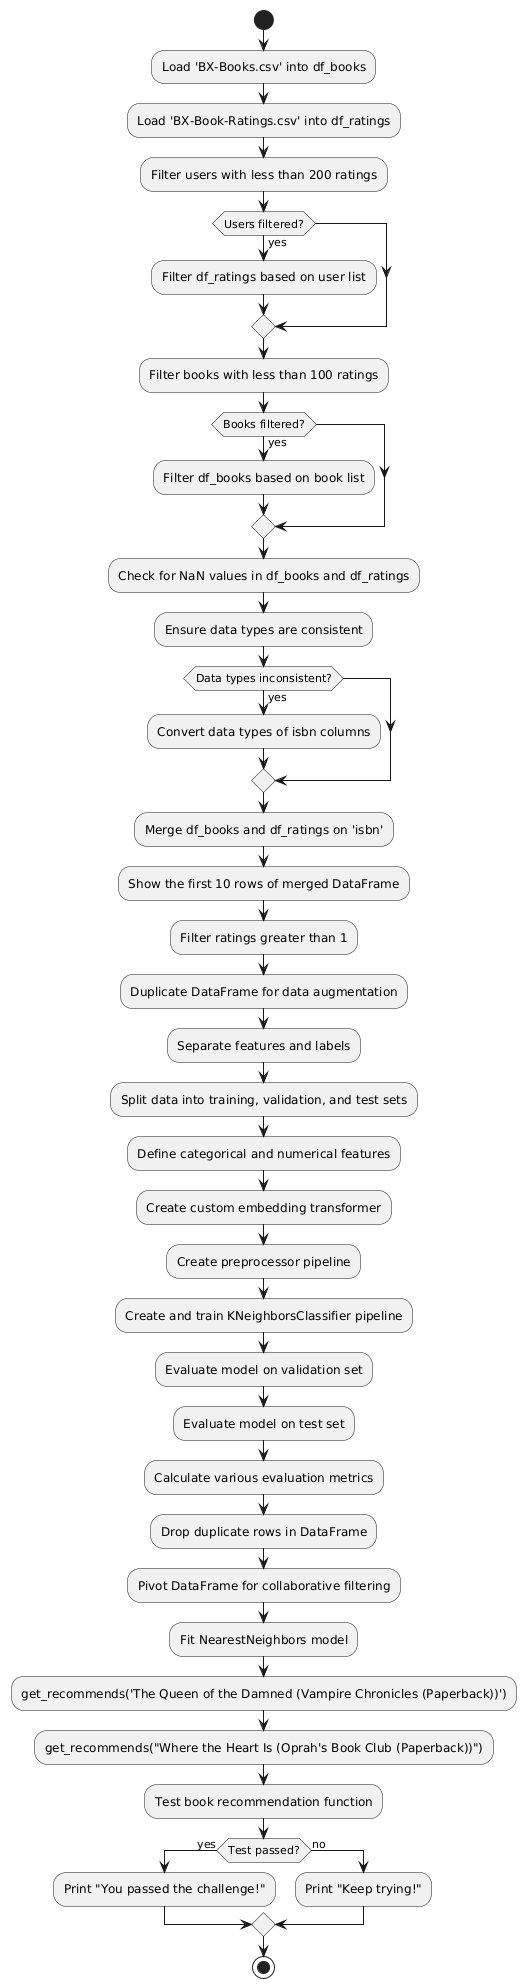 Load 'BX-Books.csv' into df_books
Load 'BX-Book-Ratings.csv' into df_ratings
Filter users with less than 200 ratings
Users filtered?
yes
Filter df_ratings based on user list
Filter books with less than 100 ratings
Books filtered?
yes
Filter df_books based on book list
Check for NaN values in df_books and df_ratings
Ensure data types are consistent
Data types inconsistent?
yes
Convert data types of isbn columns
Merge df_books and df_ratings on 'isbn'
Show the first 10 rows of merged DataFrame
Filter ratings greater than 1
Duplicate DataFrame for data augmentation
Separate features and labels
Split data into training, validation, and test sets
Define categorical and numerical features
Create custom embedding transformer
Create preprocessor pipeline
Create and train KNeighborsClassifier pipeline
Evaluate model on validation set
Evaluate model on test set
Calculate various evaluation metrics
Drop duplicate rows in DataFrame
Pivot DataFrame for collaborative filtering
Fit NearestNeighbors model
get_recommends('The Queen of the Damned (Vampire Chronicles (Paperback))')
get_recommends("Where the Heart Is (Oprah's Book Club (Paperback))")
Test book recommendation function
yes
Test passed?
no
Print "You passed the challenge!"
Print "Keep trying!"